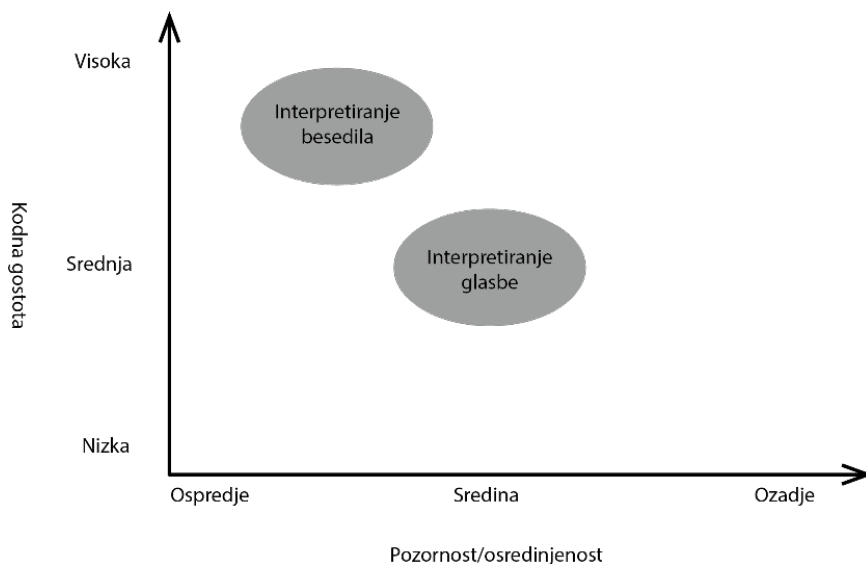 Visoka
Interpretiranje
besedila
Kodna gostota
Srednja
Interpretiranje
glasbe
Nizka
Ospredje
Sredina
Ozadje
Pozornost/osredinjenost